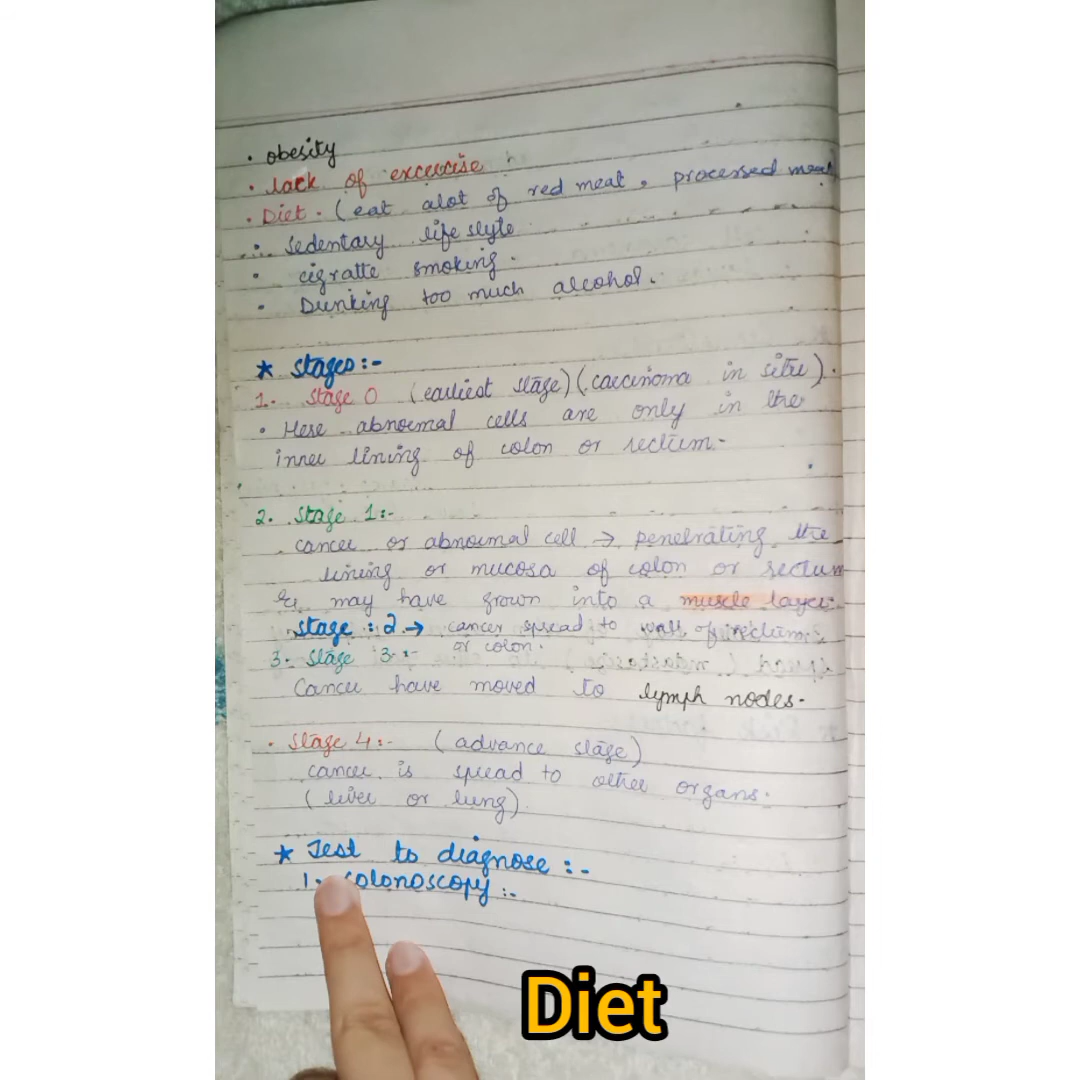 · obesity
· lack of excercise
· Diet · (eat alot of red meat, processed meat
∴ Sedentary life slyle
· cigratte smoking.
· Drinking too much alcohol.
* Stages:-
1. Stage 0 (earliest stage) (carcinoma in sitru).
· Here abnormal cells are only in the
inner lining of colon or rectum.
2. Stage 1:-
cancer or abnormal cell → penetrating the
lining or mucosa of colon or rectum
& may have grown into a muscle layer.
Stage : 2 → cancer spread to wall of rectum
or colon.
3. Stage 3:-
Cancer have moved to lymph nodes.
· Stage 4:- (advance stage)
cancer is spread to other organs.
(liver or lung)
* Test to diagnose :-
1. colonoscopy :-
Diet